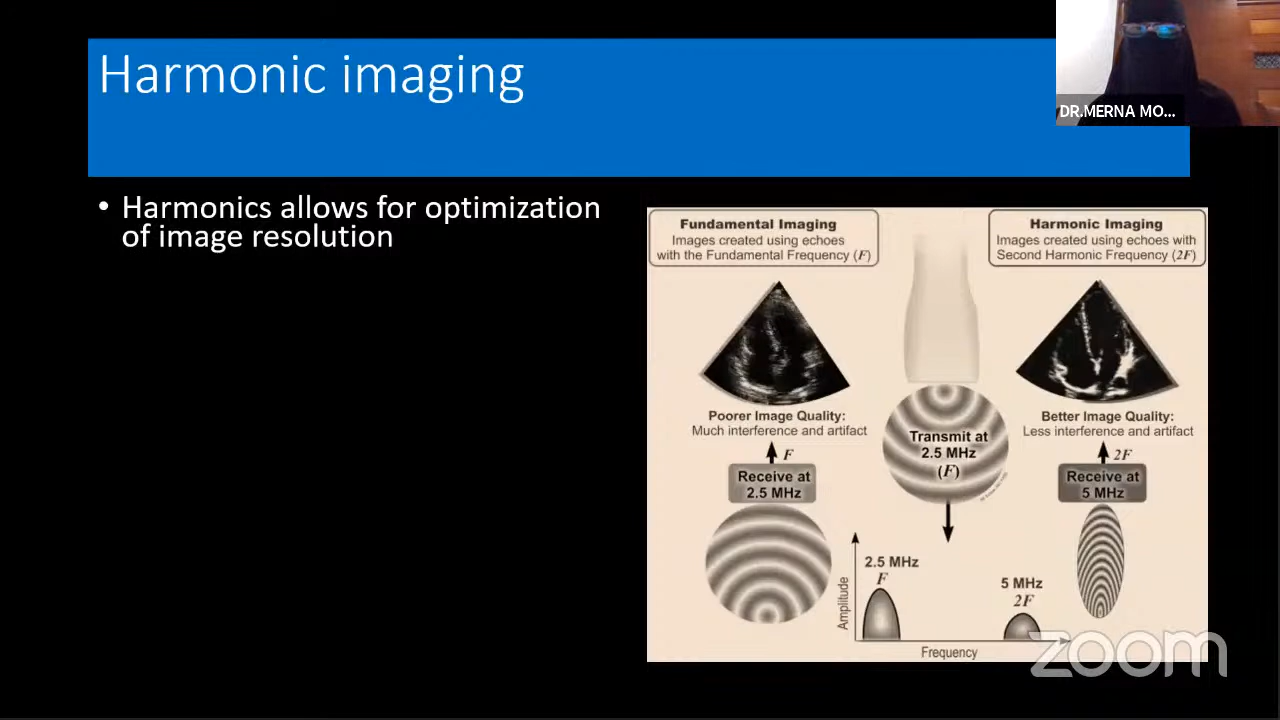 Harmonic imaging
DR.MERNA MO...
• Harmonics allows for optimization
of image resolution
Fundamental Imaging
Images created using echoes
with the Fundamental Frequency (F)
Harmonic Imaging
Images created using echoes with
Second Harmonic Frequency (2F)
Poorer Image Quality:
Much interference and artifact
Better Image Quality:
Less interference and artifact
Transmit at
2.5 MHz
(F)
F
Receive at
2.5 MHz
2F
Receive at
5 MHz
2.5 MHz
F
5 MHz
2F
Amplitude
Frequency
zoom